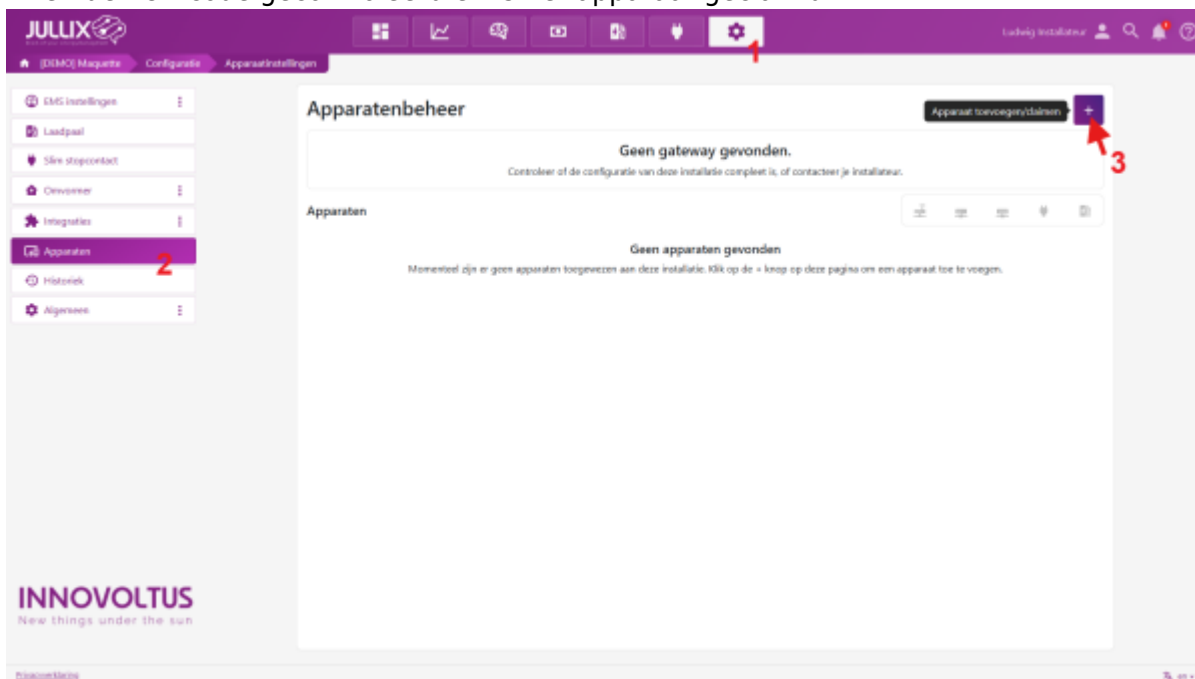 JULLIX
Ludwig Installateur
[DEMO] Maquette
Configuratie
Apparaatinstellingen
1
EMS instellingen
Laadpaal
Slim stopcontact
Omvormer
Integraties
Apparaten
2
Historiek
Algemeen
Apparatenbeheer
Apparaat toevoegen/claimen
+
3
Geen gateway gevonden.
Controleer of de configuratie van deze installatie compleet is, of contacteer je installateur.
Apparaten
Geen apparaten gevonden
Momenteel zijn er geen apparaten toegewezen aan deze installatie. Klik op de + knop op deze pagina om een apparaat toe te voegen.
INNOVOLTUS
New things under the sun
Privacyverklaring